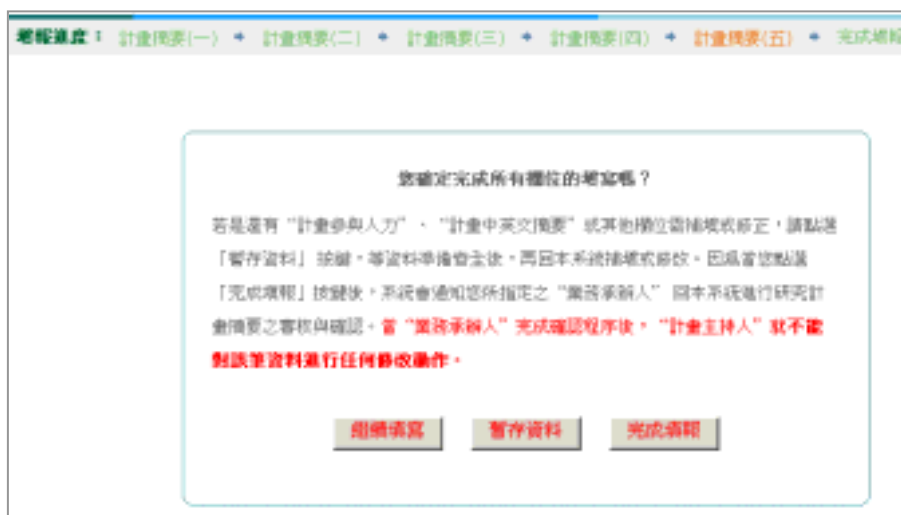 填報進度： 計畫摘要(一) → 計畫摘要(二) → 計畫摘要(三) → 計畫摘要(四) → 計畫摘要(五) → 完成填報
您確定完成所有欄位的填寫嗎？
若是還有“計畫參與人力”、“計畫中英文摘要”或其他欄位需補填或修正，請點選
「暫存資料」按鍵，等資料準備齊全後，再回本系統補填或修改。因為當您點選
「完成填報」按鍵後，系統會通知您所指定之“業務承辦人”回本系統進行研究計
畫摘要之審核與確認。當“業務承辦人”完成確認程序後，“計畫主持人”就不能
對該筆資料進行任何修改動作。
繼續填寫 暫存資料 完成填報